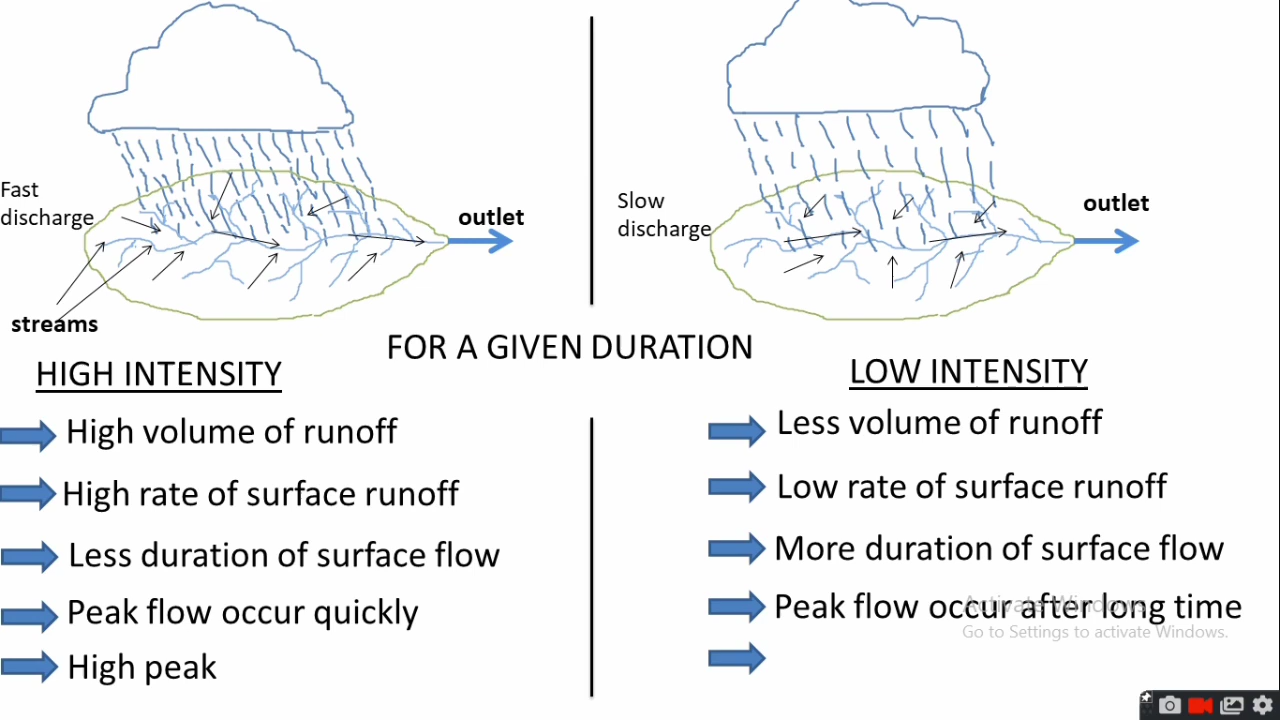 Fast
discharge
outlet
streams
Slow
discharge
outlet
FOR A GIVEN DURATION
HIGH INTENSITY
High volume of runoff
High rate of surface runoff
Less duration of surface flow
Peak flow occur quickly
High peak
LOW INTENSITY
Less volume of runoff
Low rate of surface runoff
More duration of surface flow
Peak flow occur after long time
Activate Windows
Go to Settings to activate Windows.